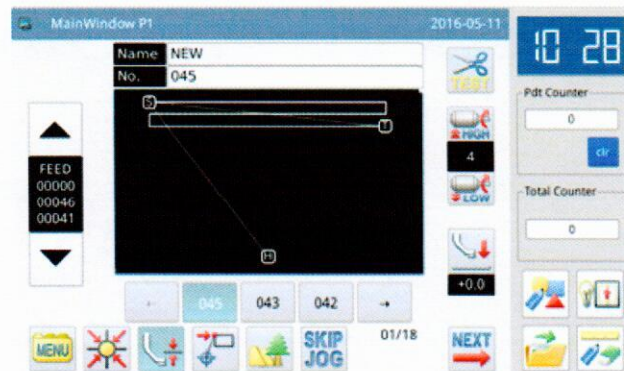 MainWindow P1
2016-05-11
10 28
Name NEW
No. 045
S
T
H
FEED
00000
00046
00041
TEST
HIGH
4
LOW
+0.0
Pdt Counter
0
clr
Total Counter
0
← 045 043 042 →
01/18
MENU
SKIP
JOG
NEXT